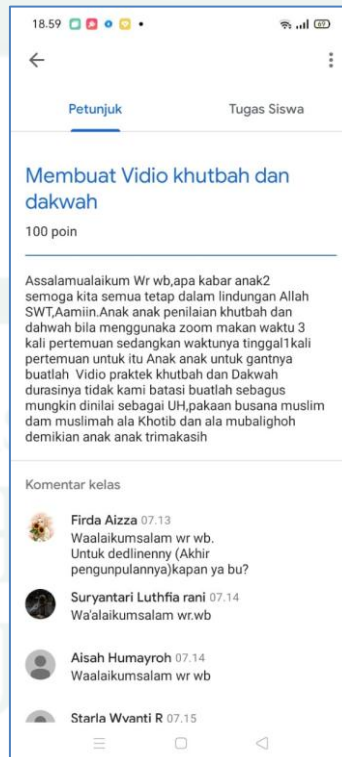 18.59
69
Petunjuk Tugas Siswa
Membuat Vidio khutbah dan
dakwah
100 poin
Assalamualaikum Wr wb,apa kabar anak2
semoga kita semua tetap dalam lindungan Allah
SWT,Aamiin.Anak anak penilaian khutbah dan
dahwah bila menggunaka zoom makan waktu 3
kali pertemuan sedangkan waktunya tinggal1kali
pertemuan untuk itu Anak anak untuk gantnya
buatlah Vidio praktek khutbah dan Dakwah
durasinya tidak kami batasi buatlah sebagus
mungkin dinilai sebagai UH,pakaan busana muslim
dam muslimah ala Khotib dan ala mubalighoh
demikian anak anak trimakasih
Komentar kelas
Firda Aizza 07.13
Waalaikumsalam wr wb.
Untuk dedlinenny (Akhir
pengunpulannya)kapan ya bu?
Suryantari Luthfia rani 07.14
Wa'alaikumsalam wr.wb
Aisah Humayroh 07.14
Waalaikumsalam wr wb
Starla Wyanti R 07.15